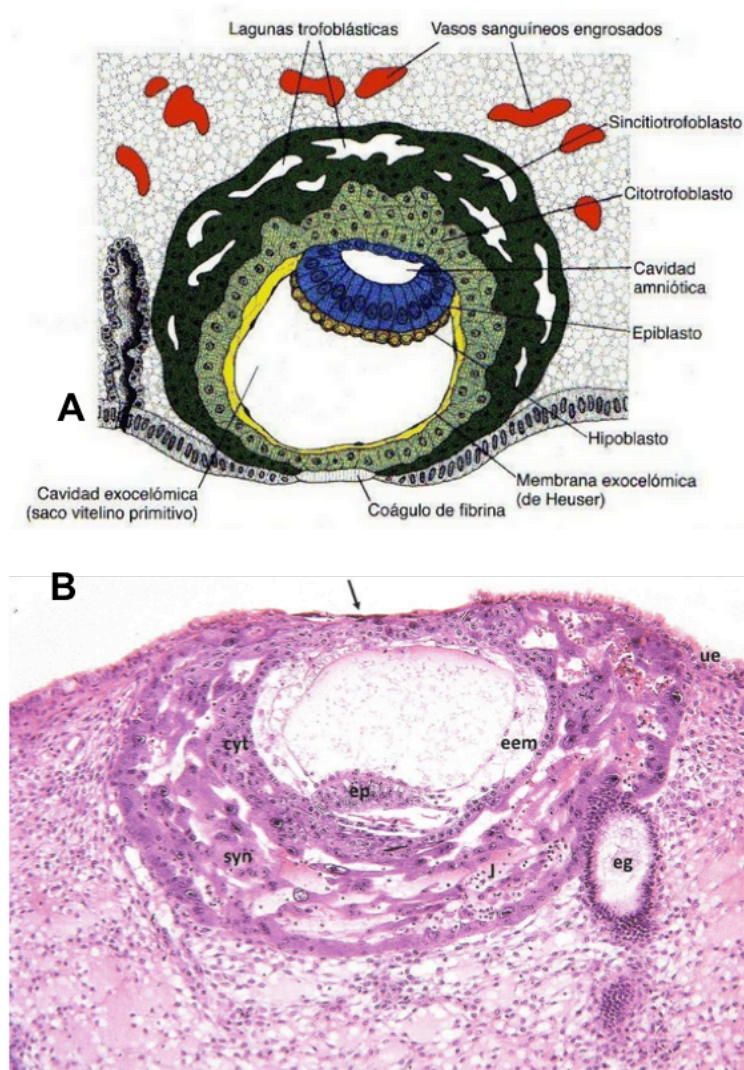 Lagunas trofoblásticas
Vasos sanguíneos engrosados
Sincitiotrofoblasto
Citotrofoblasto
Cavidad
amniótica
Epiblasto
A
Hipoblasto
Membrana exocelómica
(de Heuser)
Coágulo de fibrina
Cavidad exocelómica
(saco vitelino primitivo)
B
ue
cyt
eem
ep
syn
J
eg